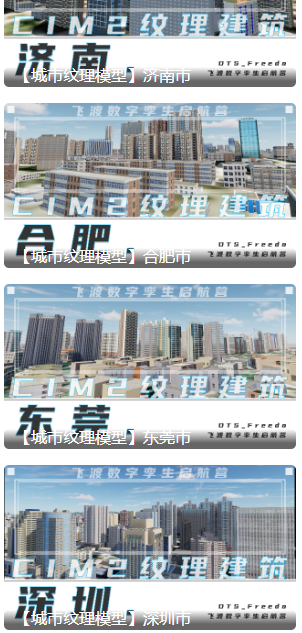 CIM2纹理建筑
济南、
DTS_Freedo
飞渡数字孪生启航营
【城市纹理模型】济南市
飞渡数字孪生启航营
CIM2纹理建筑
合肥、
DTS_Freedo
飞渡数字孪生启航营
【城市纹理模型】合肥市
飞渡数字孪生启航营
CIM2纹理建筑
东莞、
DTS_Freedo
飞渡数字孪生启航营
【城市纹理模型】东莞市
飞渡数字孪生启航营
CIM2纹理建筑
深圳、
DTS_Freedo
飞渡数字孪生启航营
【城市纹理模型】深圳市